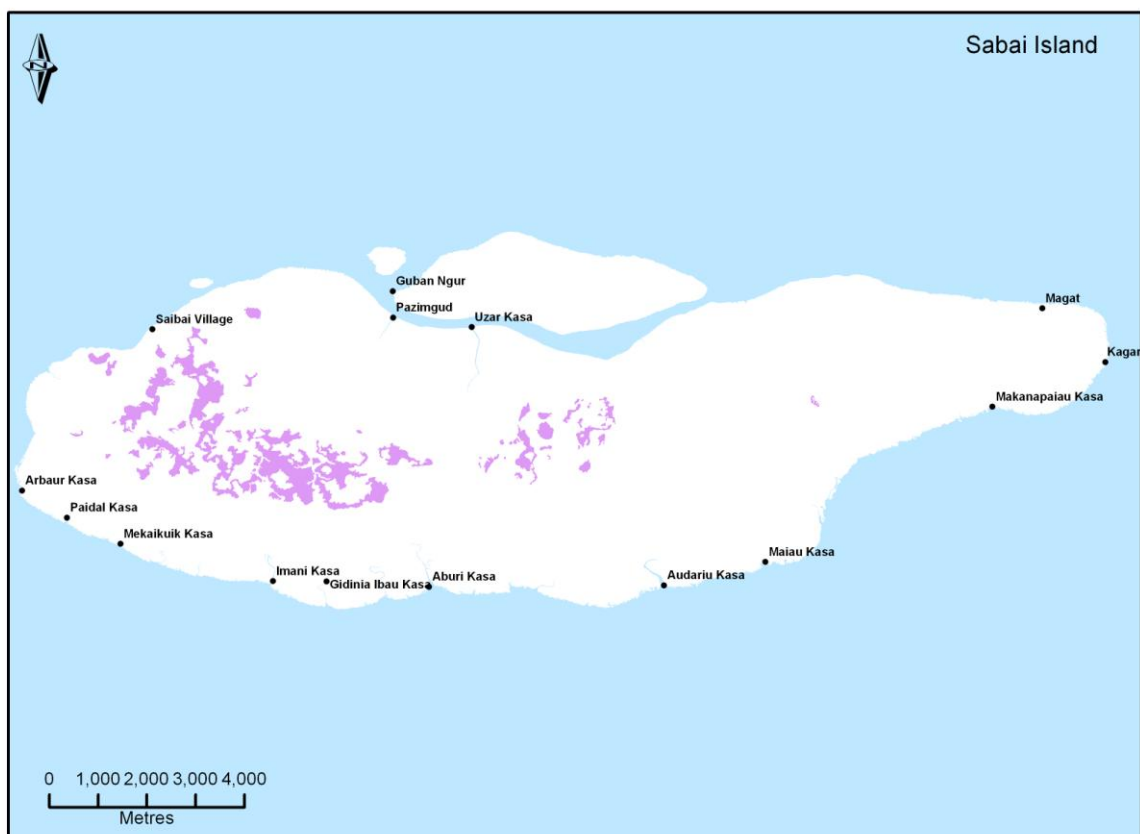 Sabai Island
N
Guban Ngur
Magat
Pazimgud
Uzar Kasa
Saibai Village
Kagar
Makanapaiau Kasa
Arbaur Kasa
Paidal Kasa
Mekaikuik Kasa
Maiau Kasa
Imani Kasa
Gidinia Ibau Kasa
Aburi Kasa
Audariu Kasa
0 1,000 2,000 3,000 4,000
Metres